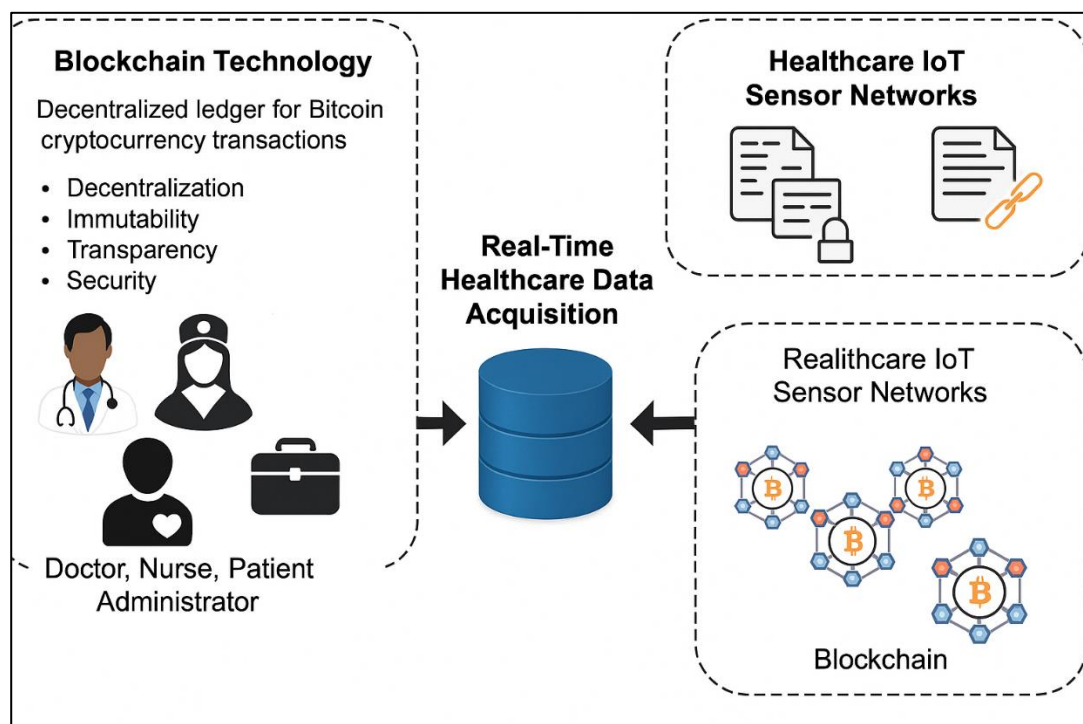 Blockchain Technology
Decentralized ledger for Bitcoin
cryptocurrency transactions
• Decentralization
• Immutability
• Transparency
• Security
Doctor, Nurse, Patient
Administrator
Real-Time
Healthcare Data
Acquisition
Healthcare IoT
Sensor Networks
Realithcare IoT
Sensor Networks
Blockchain